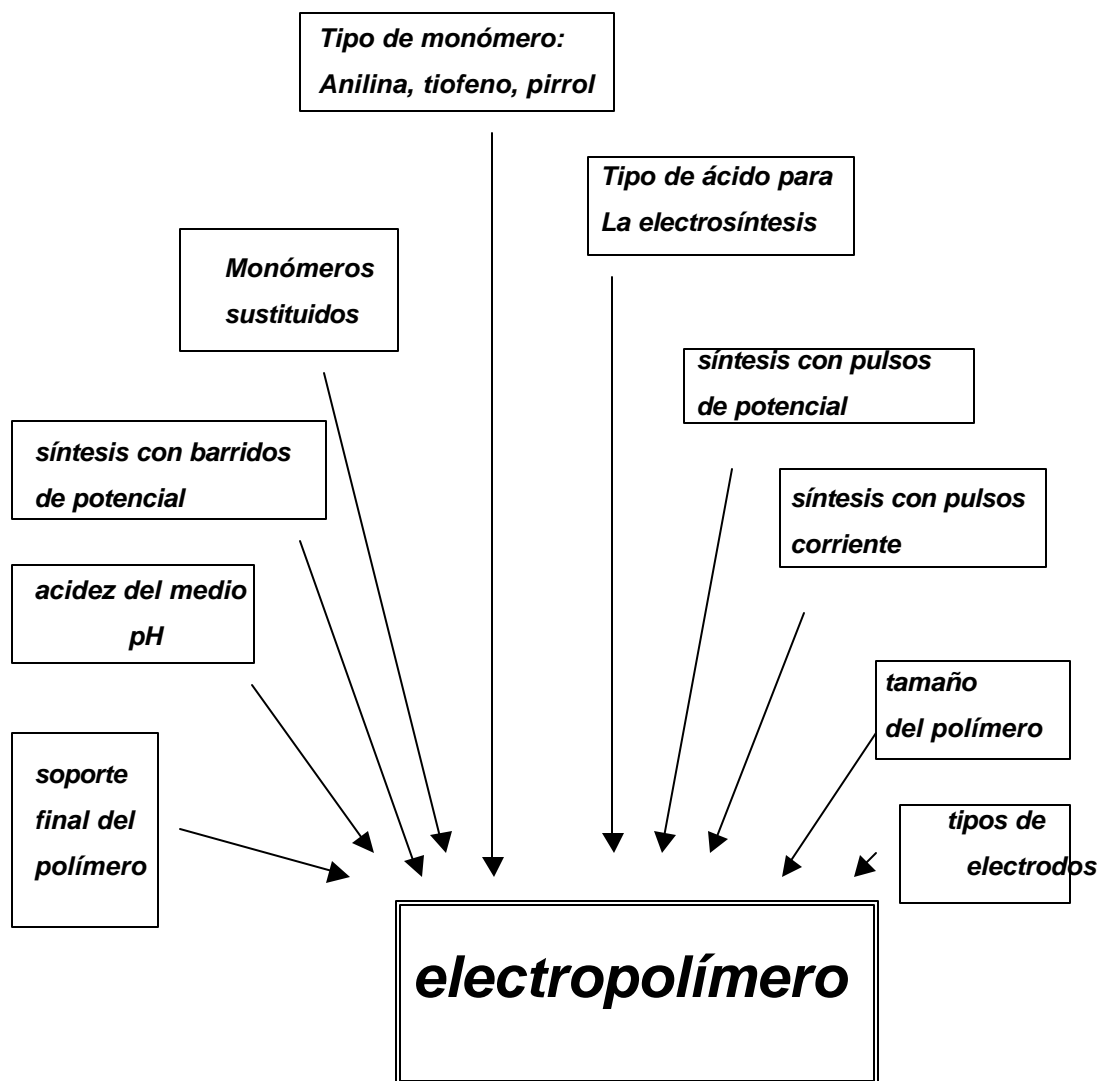 Tipo de monómero:
Anilina, tiofeno, pirrol
Tipo de ácido para
La electrosíntesis
Monómeros
sustituidos
síntesis con pulsos
de potencial
síntesis con barridos
de potencial
síntesis con pulsos
corriente
acidez del medio
pH
tamaño
del polímero
soporte
final del
polímero
tipos de
electrodos
electropolímero